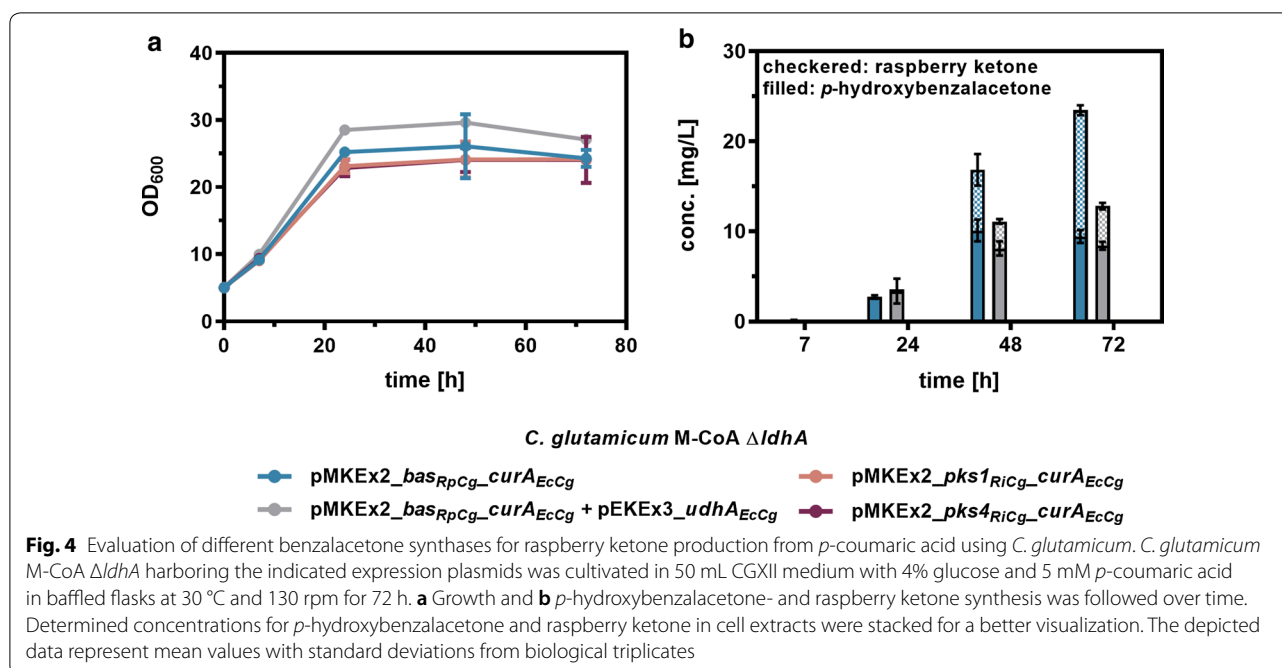 a
40
30
20
10
0
OD600
0 20 40 60 80
time [h]
b
checkered: raspberry ketone
filled: p-hydroxybenzalacetone
30
20
10
0
conc. [mg/L]
7 24 48 72
time [h]
C. glutamicum M-CoA ΔldhA
pMKEx2_basRpCg_curAEcCg
pMKEx2_pks1RiCg_curAEcCg
pMKEx2_basRpCg_curAEcCg + pEKEx3_udhAEcCg
pMKEx2_pks4RiCg_curAEcCg
Fig. 4 Evaluation of different benzalacetone synthases for raspberry ketone production from p-coumaric acid using C. glutamicum. C. glutamicum
M-CoA ΔldhA harboring the indicated expression plasmids was cultivated in 50 mL CGXII medium with 4% glucose and 5 mM p-coumaric acid
in baffled flasks at 30 °C and 130 rpm for 72 h. a Growth and b p-hydroxybenzalacetone- and raspberry ketone synthesis was followed over time.
Determined concentrations for p-hydroxybenzalacetone and raspberry ketone in cell extracts were stacked for a better visualization. The depicted
data represent mean values with standard deviations from biological triplicates